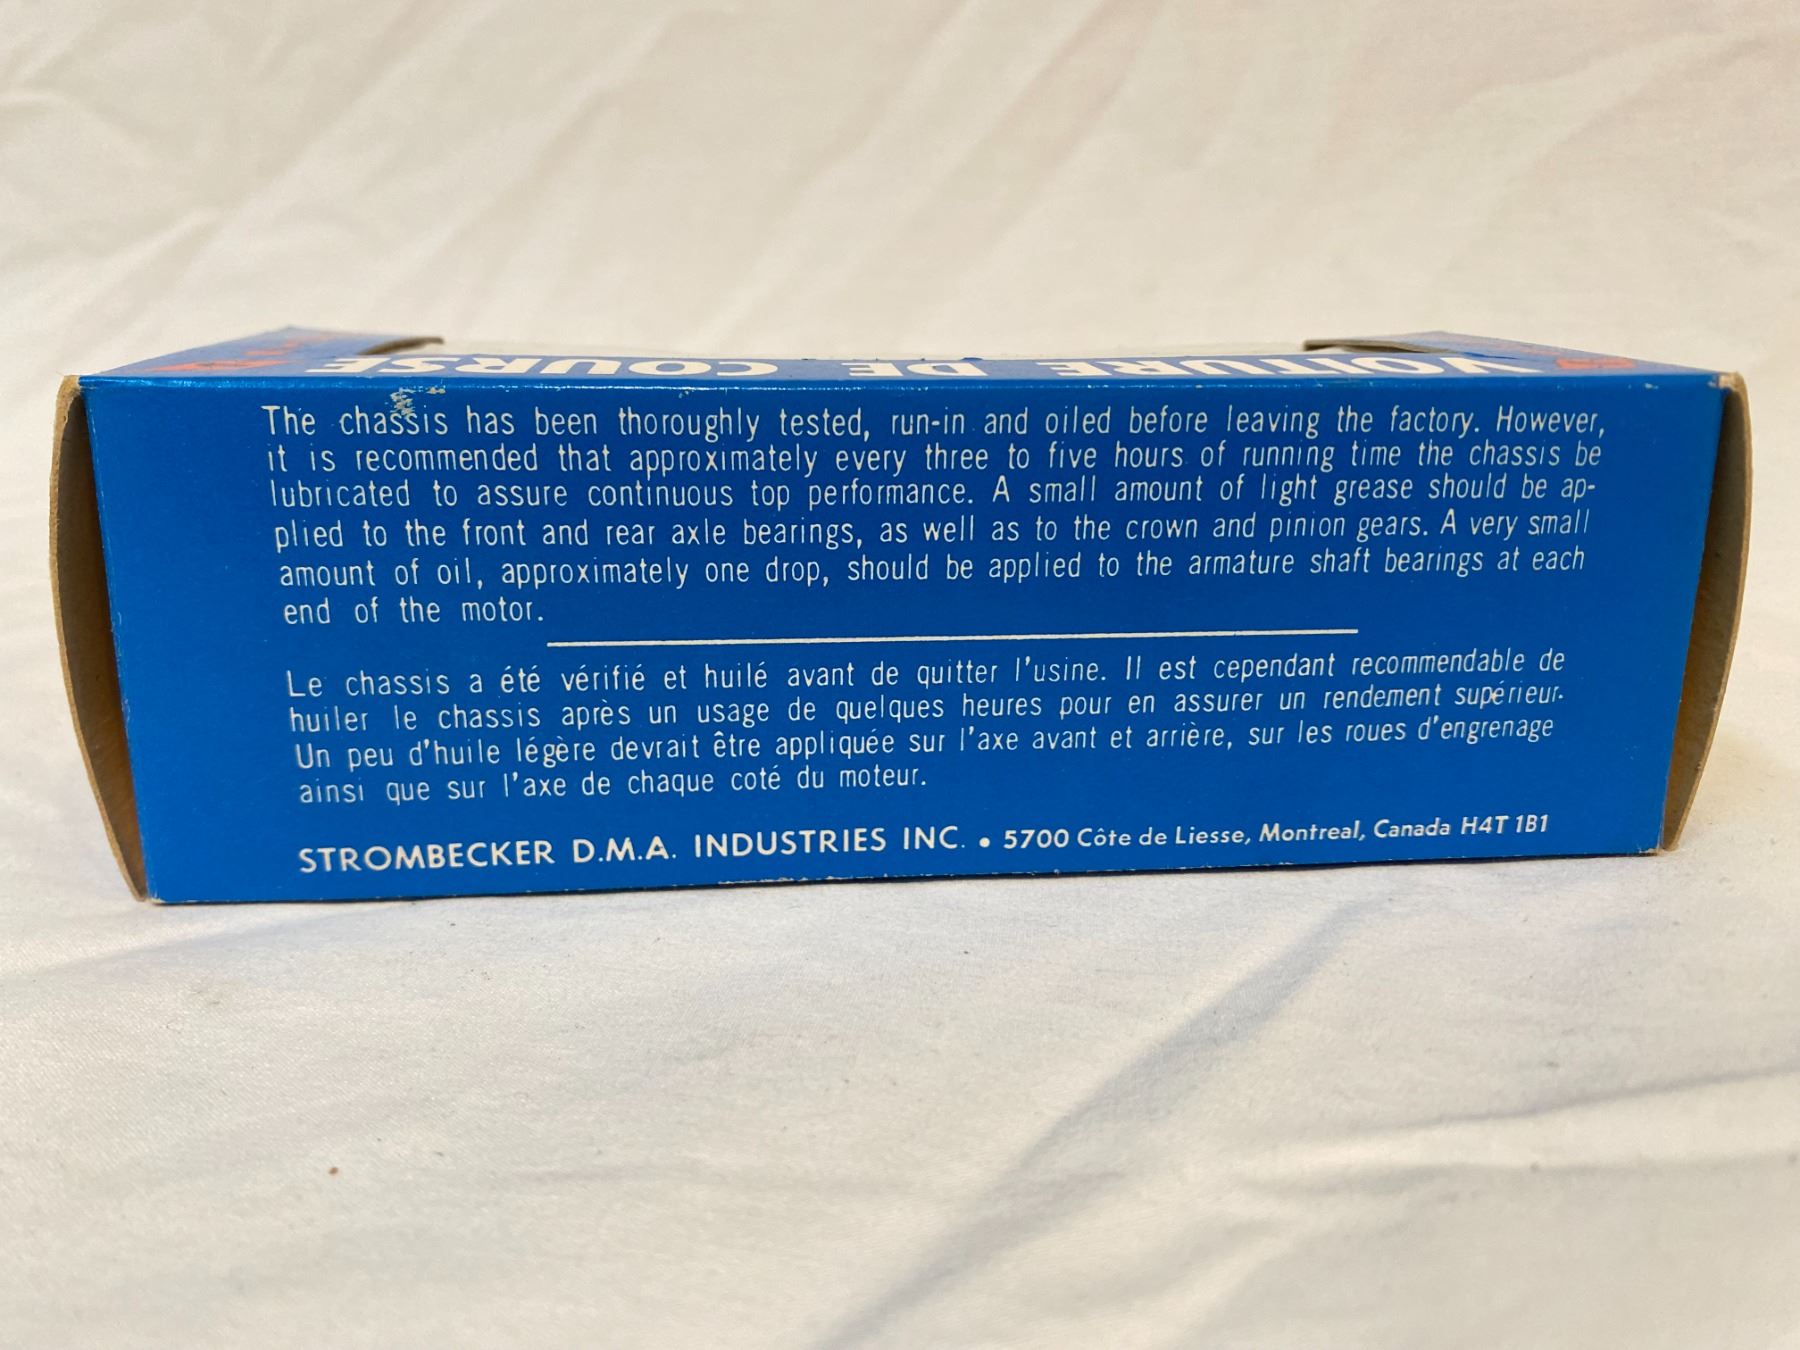 VOITURE DE COURSE
The chassis has been thoroughly tested, run-in and oiled before leaving the factory. However,
it is recommended that approximately every three to five hours of running time the chassis be
lubricated to assure continuous top performance. A small amount of light grease should be ap-
plied to the front and rear axle bearings, as well as to the crown and pinion gears. A very small
amount of oil, approximately one drop, should be applied to the armature shaft bearings at each
end of the motor.
Le chassis a été vérifié et huilé avant de quitter l'usine. Il est cependant recommendable de
huiler le chassis après un usage de quelques heures pour en assurer un rendement supérieur.
Un peu d'huile légère devrait être appliquée sur l'axe avant et arrière, sur les roues d'engrenage
ainsi que sur l'axe de chaque coté du moteur.
STROMBECKER D.M.A. INDUSTRIES INC. • 5700 Côte de Liesse, Montreal, Canada H4T 1B1